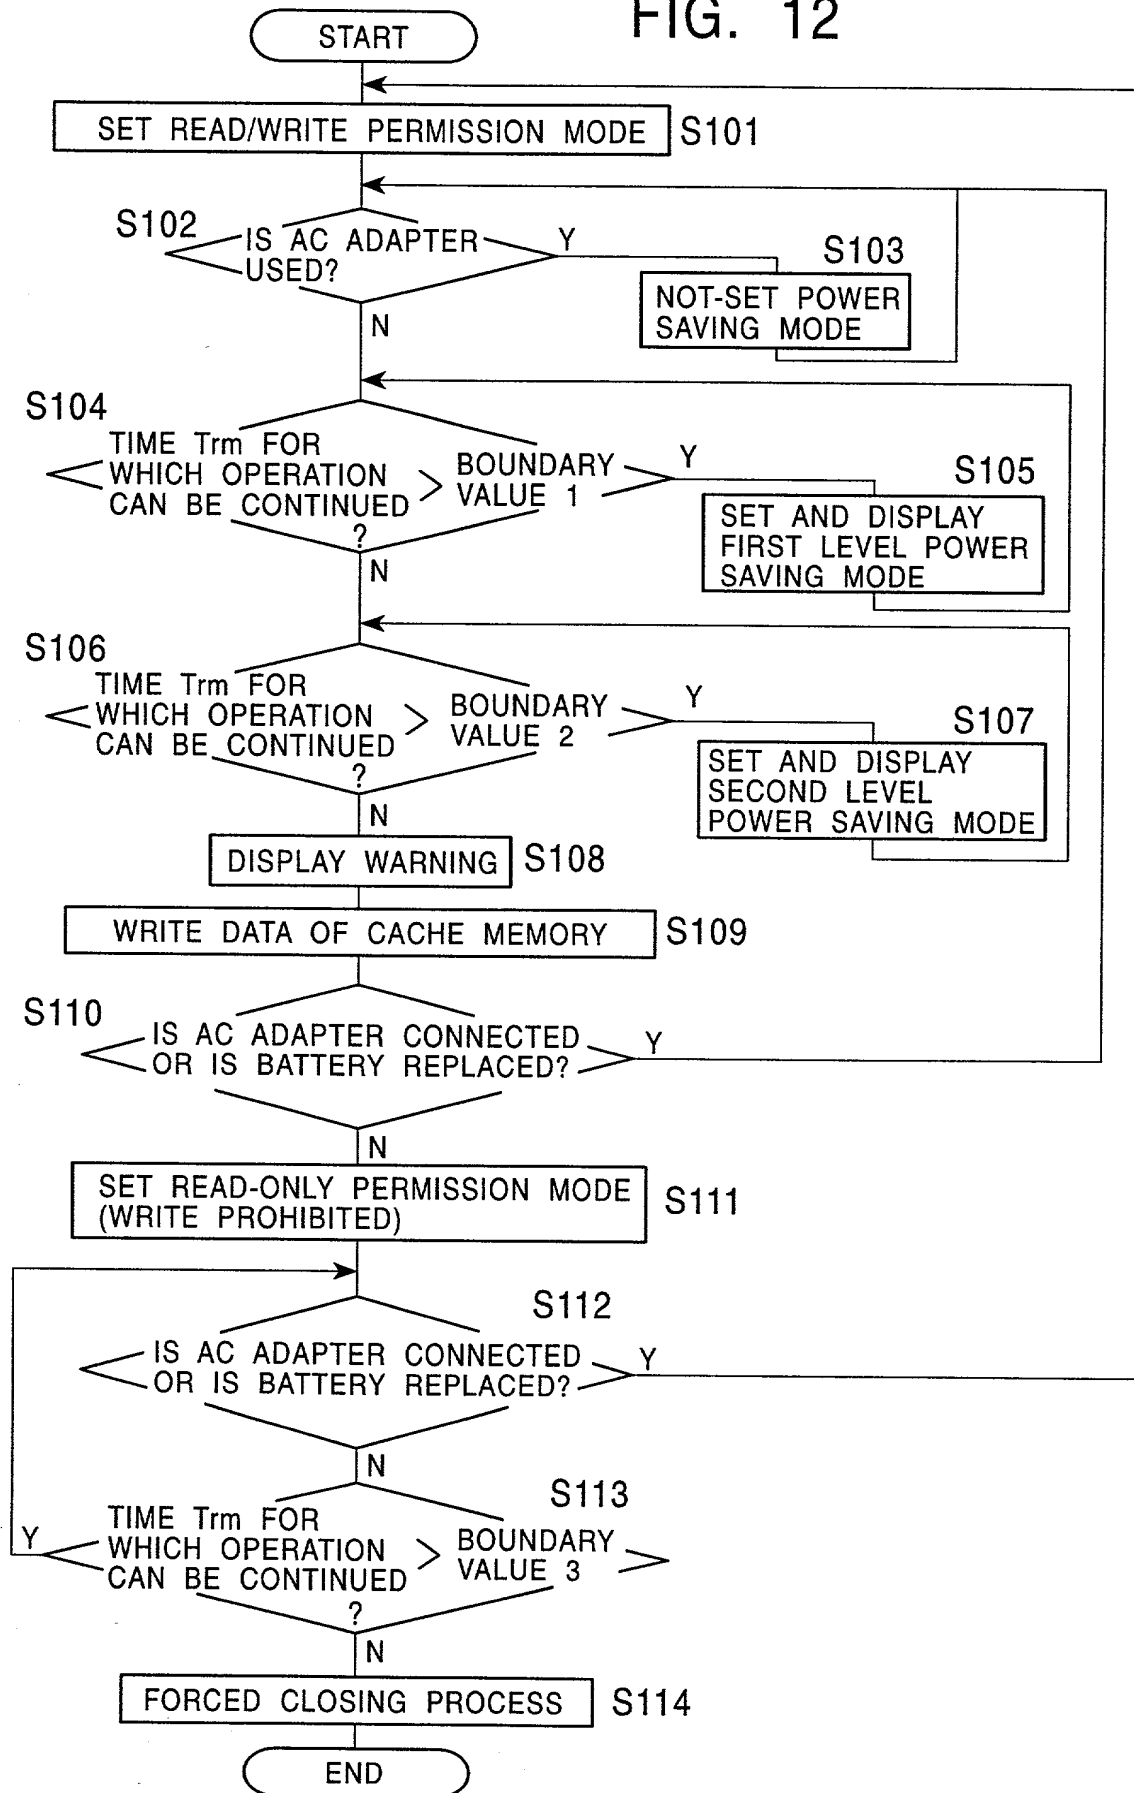 FIG. 12
START
SET READ/WRITE PERMISSION MODE
S101
S102
IS AC ADAPTER
USED?
Y
N
S103
NOT-SET POWER
SAVING MODE
S104
TIME Trm FOR
WHICH OPERATION
CAN BE CONTINUED
>
BOUNDARY
VALUE 1
?
Y
N
S105
SET AND DISPLAY
FIRST LEVEL POWER
SAVING MODE
S106
TIME Trm FOR
WHICH OPERATION
CAN BE CONTINUED
>
BOUNDARY
VALUE 2
?
Y
N
S107
SET AND DISPLAY
SECOND LEVEL
POWER SAVING MODE
DISPLAY WARNING
S108
WRITE DATA OF CACHE MEMORY
S109
S110
IS AC ADAPTER CONNECTED
OR IS BATTERY REPLACED?
Y
N
SET READ-ONLY PERMISSION MODE
(WRITE PROHIBITED)
S111
S112
IS AC ADAPTER CONNECTED
OR IS BATTERY REPLACED?
Y
N
S113
TIME Trm FOR
WHICH OPERATION
CAN BE CONTINUED
>
BOUNDARY
VALUE 3
?
Y
N
FORCED CLOSING PROCESS
S114
END